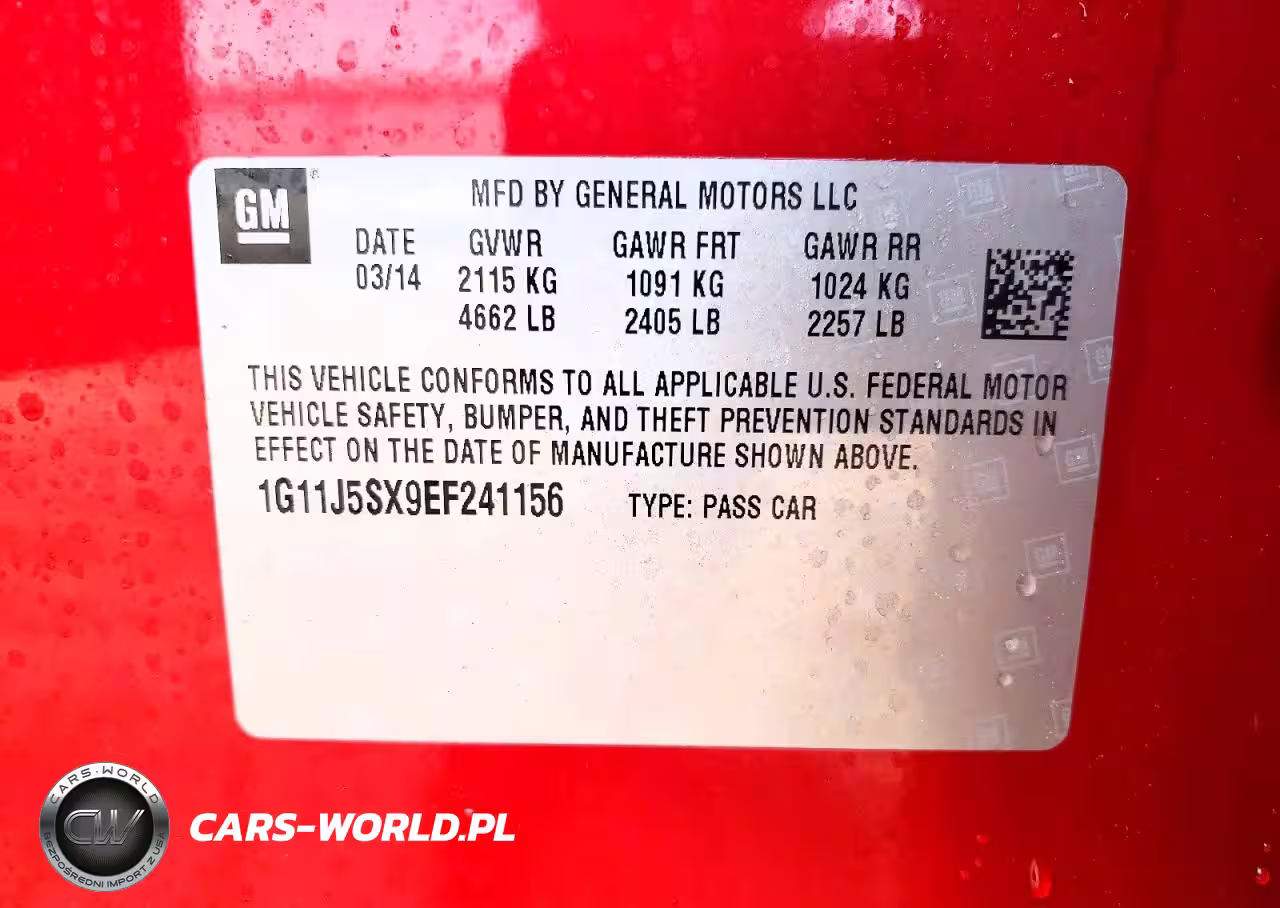 GM
®
MFD BY GENERAL MOTORS LLC
DATE GVWR GAWR FRT GAWR RR
03/14 2115 KG 1091 KG 1024 KG
4662 LB 2405 LB 2257 LB
THIS VEHICLE CONFORMS TO ALL APPLICABLE U.S. FEDERAL MOTOR
VEHICLE SAFETY, BUMPER, AND THEFT PREVENTION STANDARDS IN
EFFECT ON THE DATE OF MANUFACTURE SHOWN ABOVE.
1G11J5SX9EF241156 TYPE: PASS CAR
CARS-WORLD
CW
BEZPOŚREDNI IMPORT Z USA
CARS-WORLD.PL